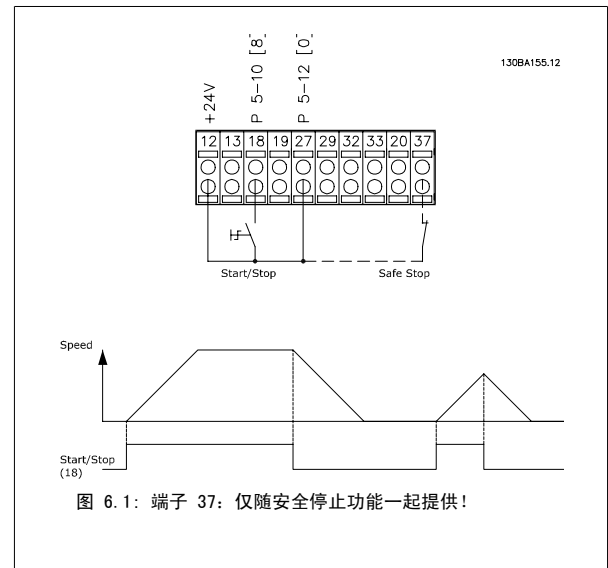 130BA155.12
+24V
P 5-10 [8]
P 5-12 [0]
12 13 18 19 27 29 32 33 20 37
Start/Stop
Safe Stop
Speed
Start/Stop
(18)
图 6.1: 端子 37: 仅随安全停止功能一起提供!